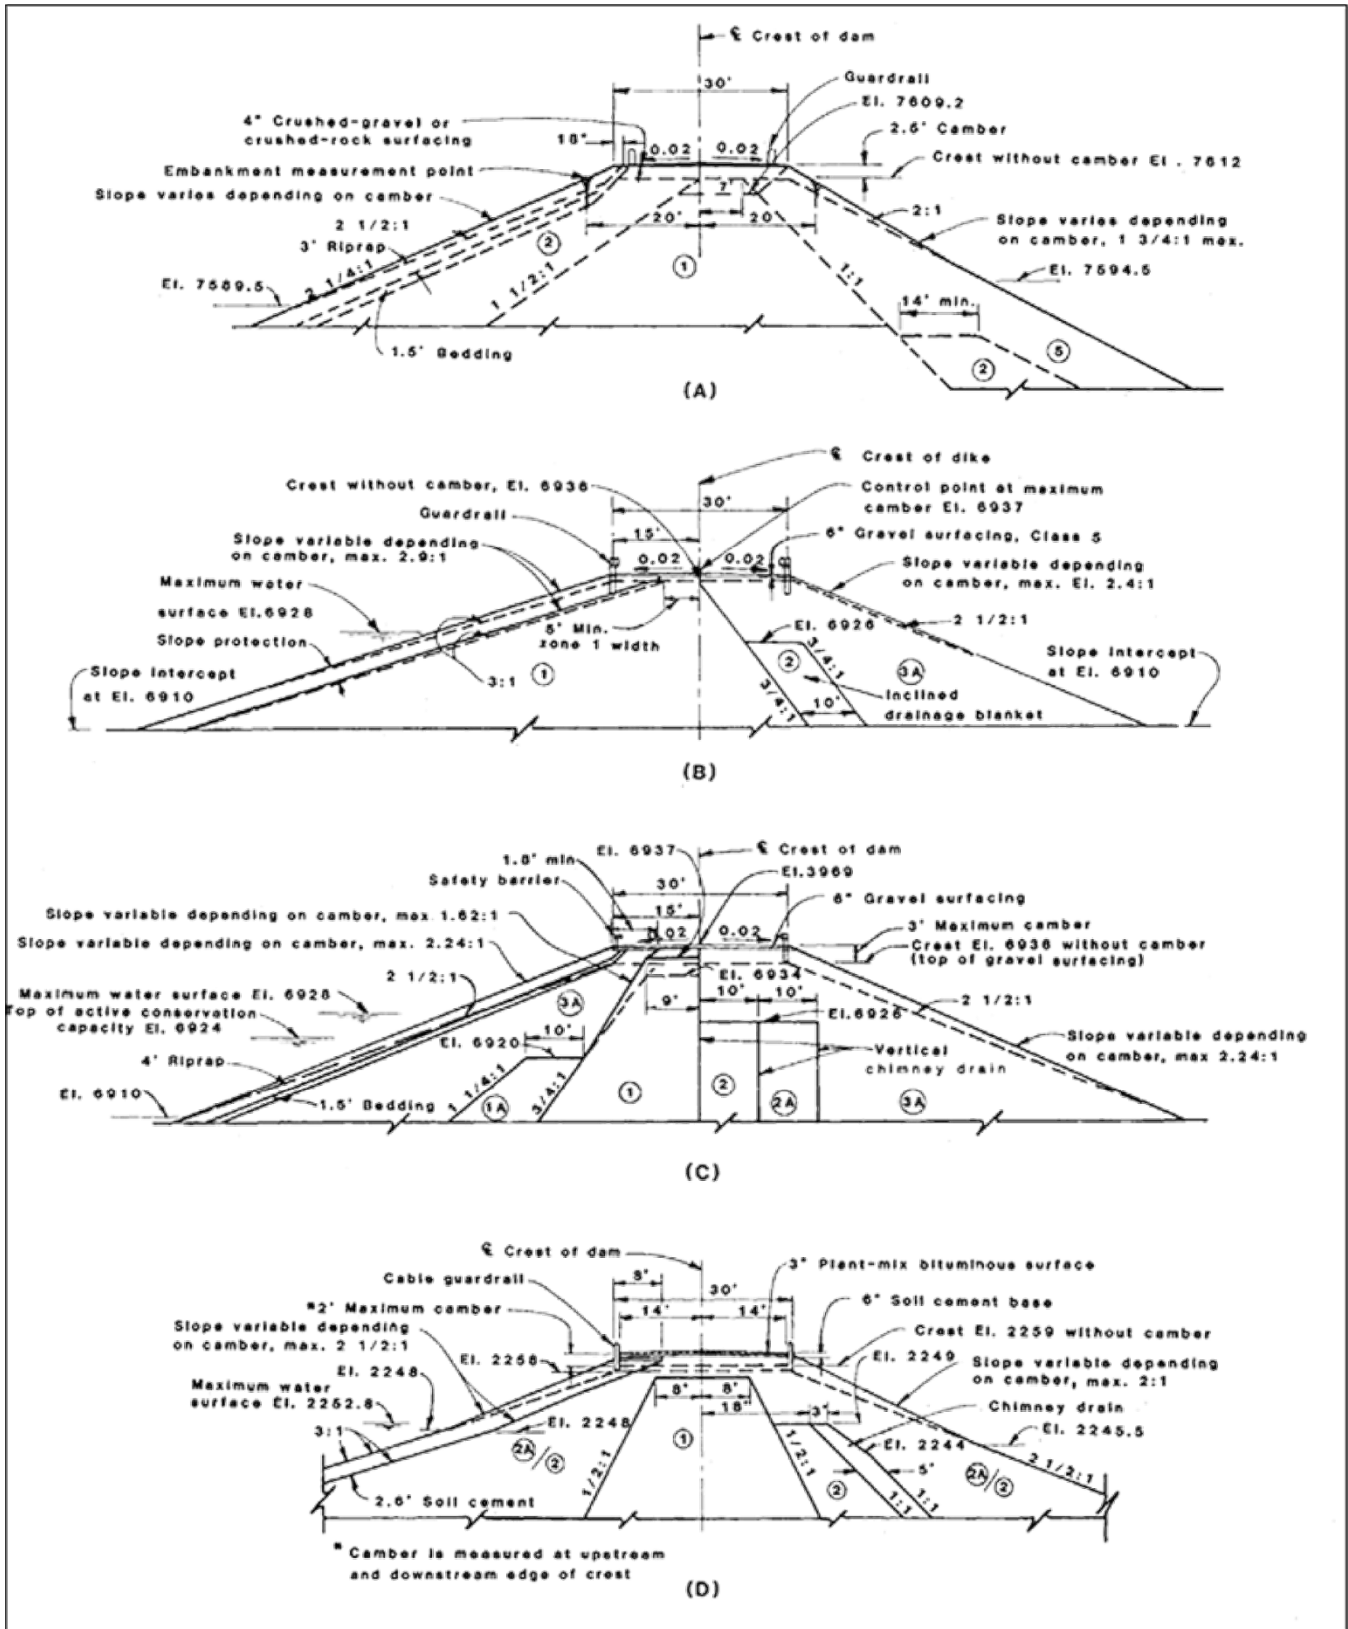 ℄ Crest of dam
Guardrail
30'
El. 7609.2
4" Crushed-gravel or
crushed-rock surfacing
18"
0.02
0.02
2.5' Camber
Crest without camber El . 7612
Embankment measurement point
Slope varies depending on camber
7'
20'
20
2:1
2 1/2:1
3' Riprap
2 1/4:1
Slope varies depending
on camber, 1 3/4:1 max.
2
1
El. 7589.5
1 1/2:1
1:1
El. 7594.5
14' min.
1.5' Bedding
5
2
(A)
℄ Crest of dike
Crest without camber, El. 6936
Control point at maximum
camber El. 6937
30'
Guardrail
15'
6" Gravel surfacing, Class 5
Slope variable depending
on camber, max. 2.9:1
0.02
0.02
Slope variable depending
on camber, max. El. 2.4:1
Maximum water
surface El.6928
Slope protection
5' Min.
zone 1 width
El. 6926
2 1/2:1
Slope intercept
at El. 6910
3:1
1
2
3/4:1
3/4:1
3A
Inclined
drainage blanket
10'
Slope intercept
at El. 6910
(B)
El. 6937
℄ Crest of dam
1.8' min
El.3969
Safety barrier
30'
6" Gravel surfacing
Slope variable depending on camber, max 1.62:1
15'
.02
0.02
3' Maximum camber
Slope variable depending on camber, max. 2.24:1
Crest El. 6936 without camber
(top of gravel surfacing)
2 1/2:1
El. 6934
Maximum water surface El. 6928
Top of active conservation
capacity El. 6924
3A
9'
10'
10'
El.6926
2 1/2:1
10'
El. 6920
4' Riprap
Vertical
chimney drain
Slope variable depending
on camber, max 2.24:1
El. 6910
1.5' Bedding
1 1/4:1
1A
3/4:1
1
2
2A
3A
(C)
℄ Crest of dam
3" Plant-mix bituminous surface
Cable guardrail
8'
30'
*2' Maximum camber
14'
14'
6" Soil cement base
Slope variable depending
on camber, max. 2 1/2:1
Crest El. 2259 without camber
El. 2258
El. 2249
El. 2248
Slope variable depending
on camber, max. 2:1
Maximum water
surface El. 2252.8
8'
8'
18'
3'
Chimney drain
3:1
El. 2248
1
El. 2244
El. 2245.5
2A/2
1/2:1
1/2:1
2
5'
1:1
1:1
2A/2
2 1/2:1
2.6' Soil cement
*Camber is measured at upstream
and downstream edge of crest
(D)